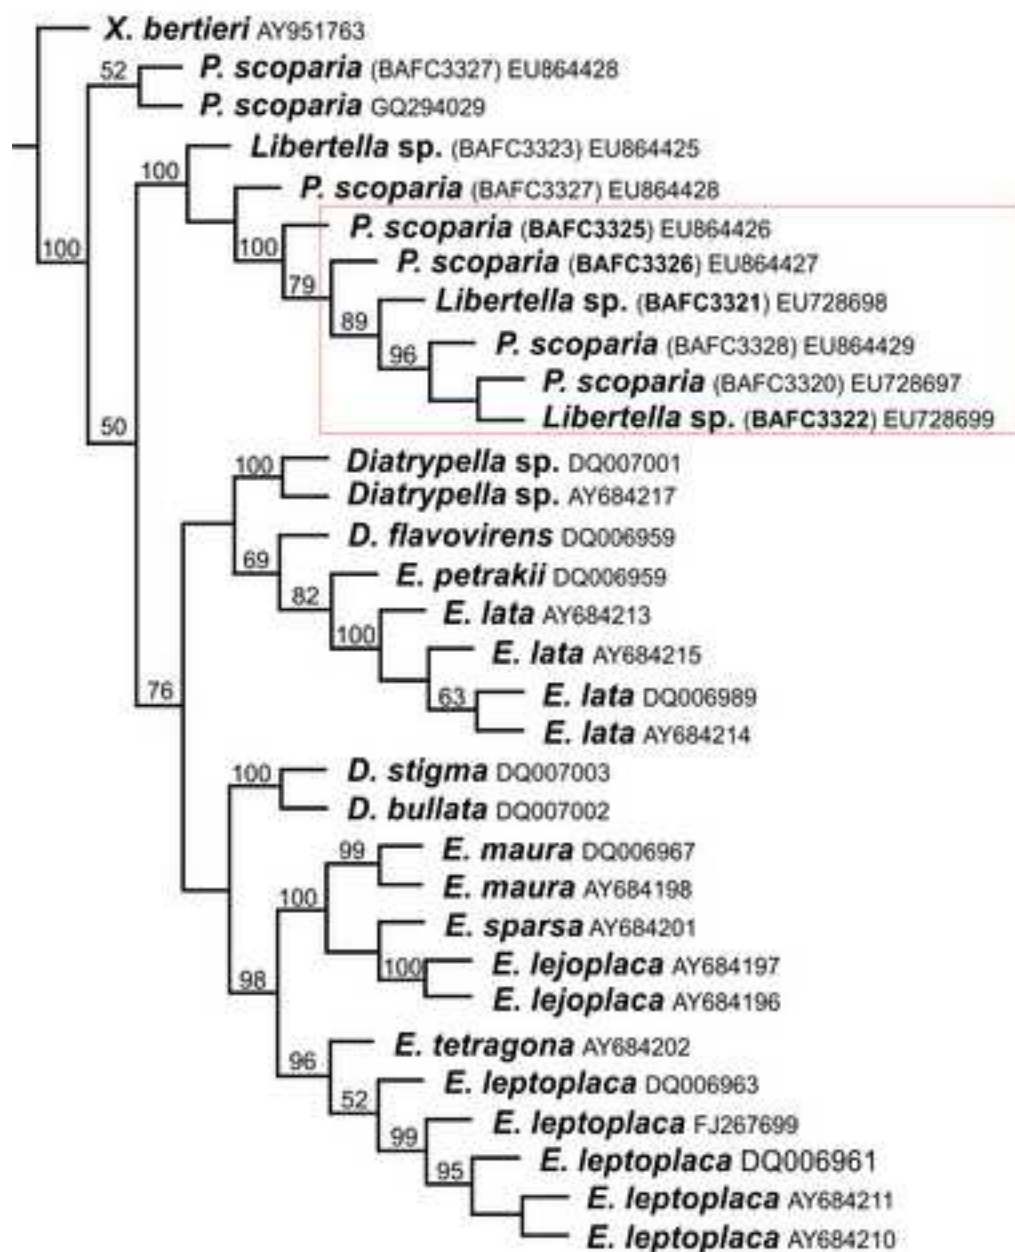 X. bertieri AY951763
52
P. scoparia (BAFC3327) EU864428
P. scoparia GQ294029
Libertella sp. (BAFC3323) EU864425
100
P. scoparia (BAFC3327) EU864428
P. scoparia (BAFC3325) EU864426
100
100
P. scoparia (BAFC3326) EU864427
79
Libertella sp. (BAFC3321) EU728698
89
P. scoparia (BAFC3328) EU864429
96
P. scoparia (BAFC3320) EU728697
Libertella sp. (BAFC3322) EU728699
50
Diatrypella sp. DQ007001
100
Diatrypella sp. AY684217
D. flavovirens DQ006959
69
E. petrakii DQ006959
82
E. lata AY684213
100
E. lata AY684215
76
63
E. lata DQ006989
E. lata AY684214
D. stigma DQ007003
100
D. bullata DQ007002
99
E. maura DQ006967
E. maura AY684198
100
E. sparsa AY684201
E. lejoplaca AY684197
100
98
E. lejoplaca AY684196
E. tetragona AY684202
96
E. leptoplaca DQ006963
52
E. leptoplaca FJ267699
99
E. leptoplaca DQ006961
95
E. leptoplaca AY684211
E. leptoplaca AY684210